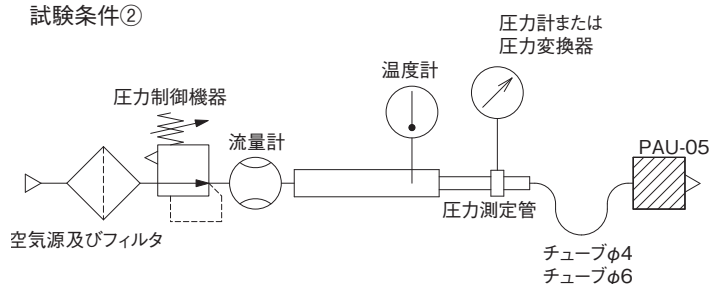 試験条件②
圧力計または
圧力変換器
温度計
圧力制御機器
流量計
PAU-05
圧力測定管
空気源及びフィルタ
チューブφ4
チューブφ6